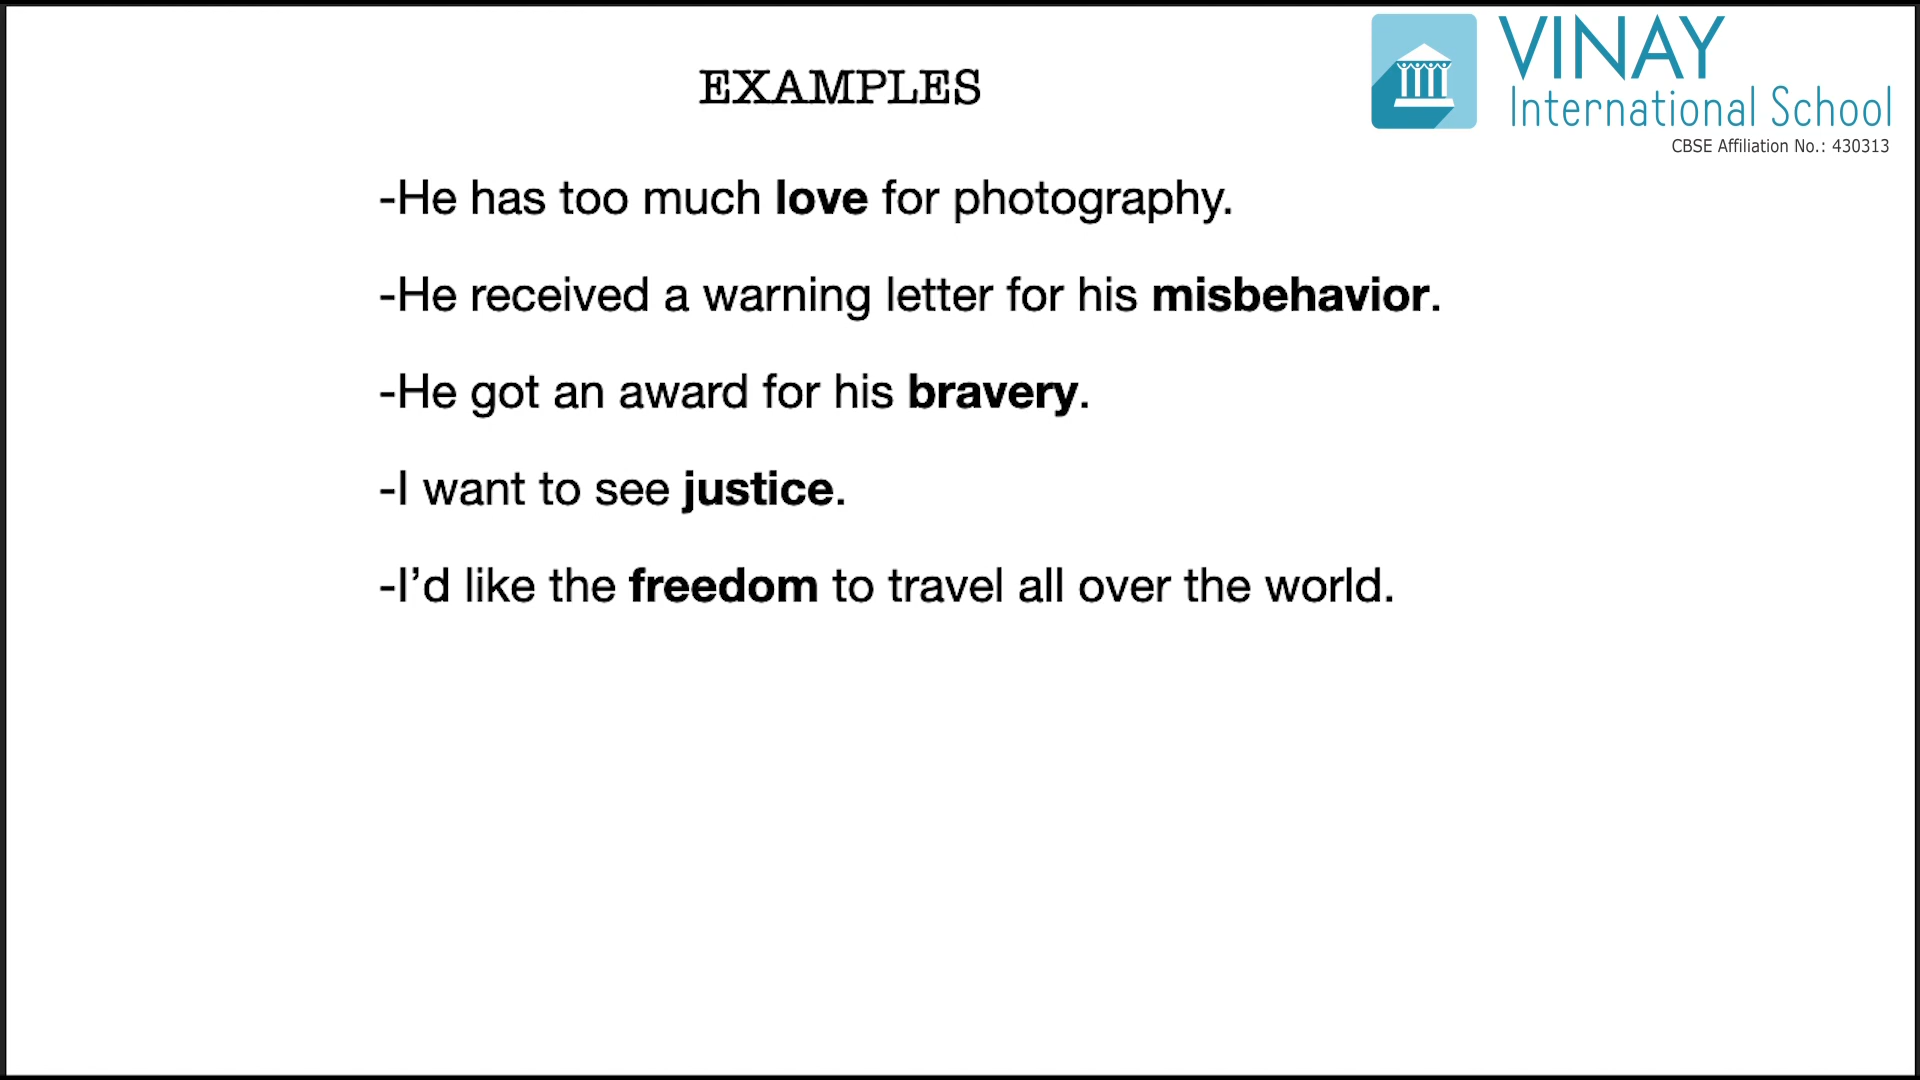 VINAY
International School
CBSE Affiliation No.: 430313
EXAMPLES
-He has too much love for photography.
-He received a warning letter for his misbehavior.
-He got an award for his bravery.
-I want to see justice.
-I’d like the freedom to travel all over the world.